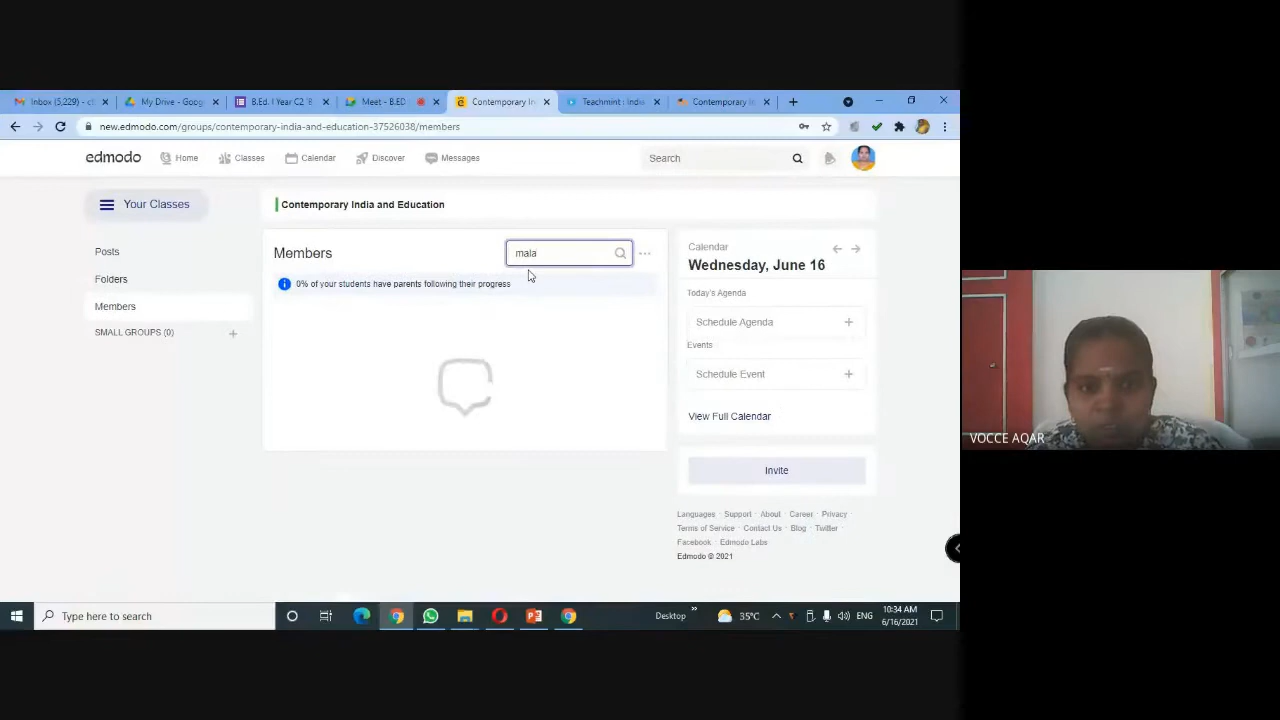 Inbox (5,229) - c
My Drive - Goog
B.Ed. I Year C2 'B
Meet - B.ED
Contemporary In
Teachmint : India
Contemporary I
new.edmodo.com/groups/contemporary-india-and-education-37526038/members
edmodo
Home
Classes
Calendar
Discover
Messages
Search
Your Classes
Posts
Folders
Members
SMALL GROUPS (0)
Contemporary India and Education
Members
mala
0% of your students have parents following their progress
Calendar
Wednesday, June 16
Today's Agenda
Schedule Agenda
Events
Schedule Event
View Full Calendar
Invite
Languages · Support · About · Career · Privacy ·
Terms of Service · Contact Us · Blog · Twitter ·
Facebook · Edmodo Labs
Edmodo © 2021
VOCCE AQAR
Type here to search
Desktop
35°C
ENG
10:34 AM
6/16/2021